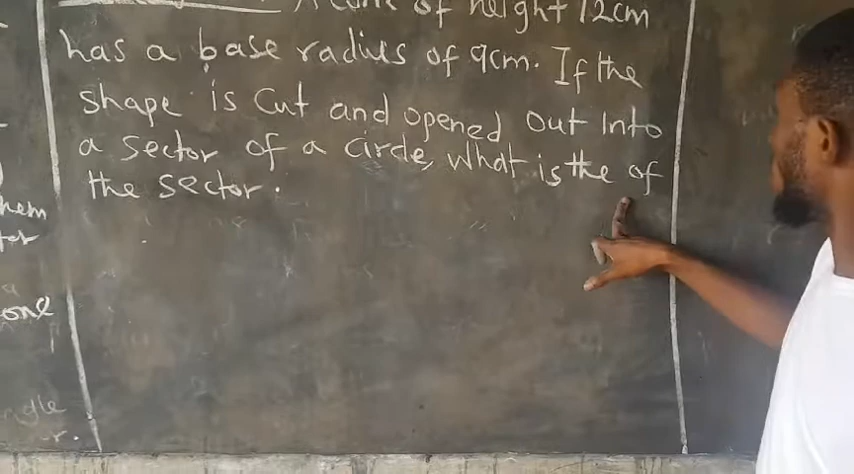 A cone of height 12cm
has a base radius of 9cm. If the
shape is cut and opened out into
a sector of a circle, what is the of
the sector.
hem
or
one
ngle
r.